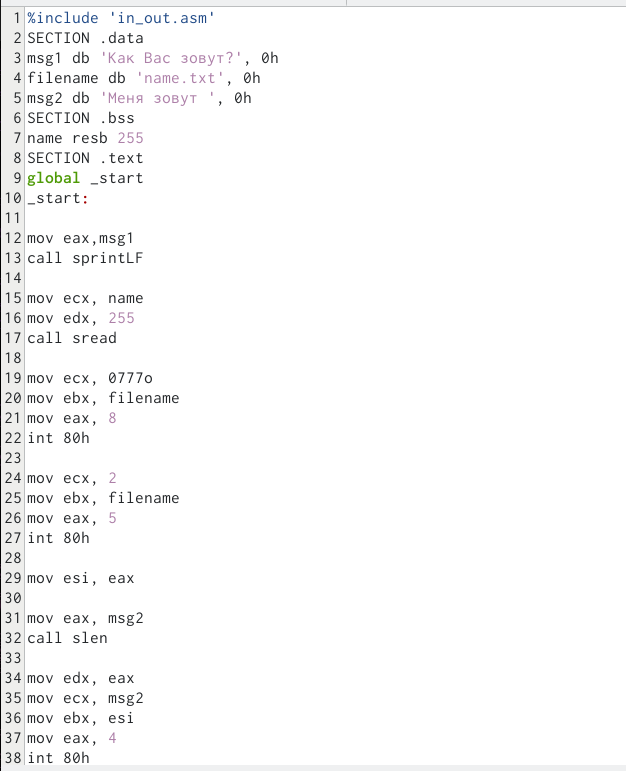 1 %include 'in_out.asm'
2 SECTION .data
3 msg1 db 'Как Вас зовут?', 0h
4 filename db 'name.txt', 0h
5 msg2 db 'Меня зовут ', 0h
6 SECTION .bss
7 name resb 255
8 SECTION .text
9 global _start
10 _start:
11
12 mov eax,msg1
13 call sprintLF
14
15 mov ecx, name
16 mov edx, 255
17 call sread
18
19 mov ecx, 0777o
20 mov ebx, filename
21 mov eax, 8
22 int 80h
23
24 mov ecx, 2
25 mov ebx, filename
26 mov eax, 5
27 int 80h
28
29 mov esi, eax
30
31 mov eax, msg2
32 call slen
33
34 mov edx, eax
35 mov ecx, msg2
36 mov ebx, esi
37 mov eax, 4
38 int 80h